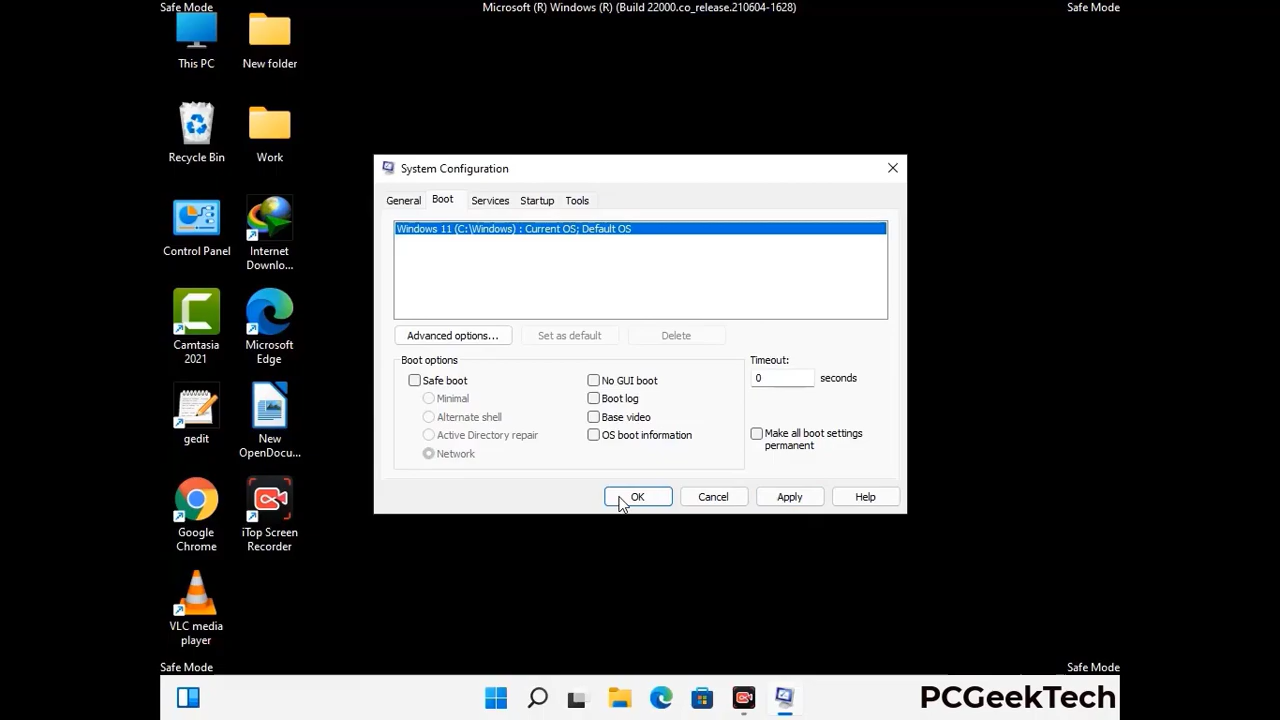 Safe Mode
Microsoft (R) Windows (R) (Build 22000.co_release.210604-1628)
Safe Mode
This PC
New folder
Recycle Bin
Work
Control Panel
Internet
Downlo...
Camtasia
2021
Microsoft
Edge
gedit
New
OpenDocu...
Google
Chrome
iTop Screen
Recorder
VLC media
player
System Configuration
General
Boot
Services
Startup
Tools
Windows 11 (C:\Windows) : Current OS; Default OS
Advanced options...
Set as default
Delete
Boot options
Safe boot
Minimal
Alternate shell
Active Directory repair
Network
No GUI boot
Boot log
Base video
OS boot information
Timeout:
0 seconds
Make all boot settings
permanent
OK
Cancel
Apply
Help
Safe Mode
Safe Mode
PCGeekTech